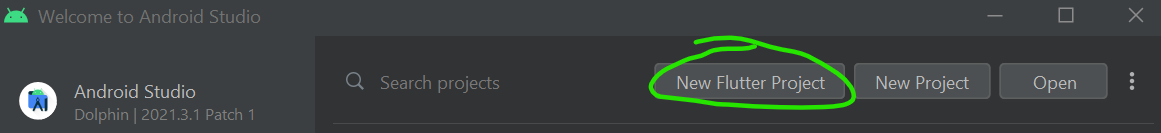 Welcome to Android Studio
Search projects
New Flutter Project
New Project
Open
Android Studio
Dolphin | 2021.3.1 Patch 1